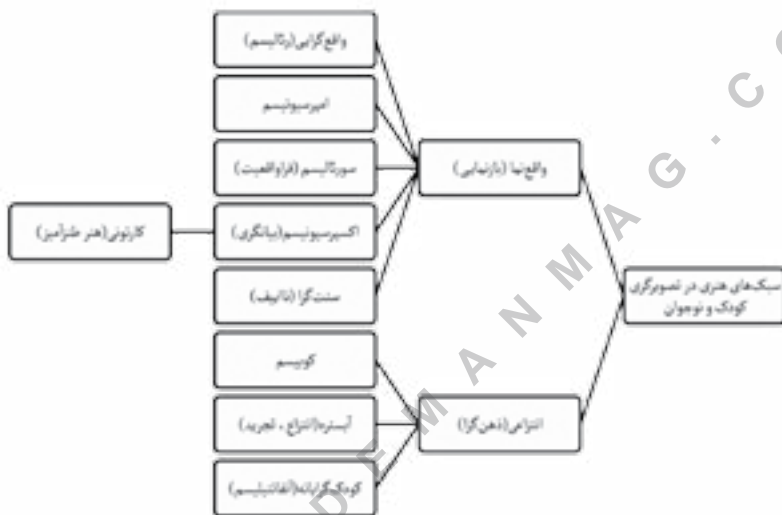 سبک‌های هنری در تصویرگری
کودک و نوجوان
واقع‌نما (بازنمایی)
واقع‌گرایی(رئالیسم)
امپرسیونیسم
سورئالیسم (فراواقعیت)
اکسپرسیونیسم(بیانگری)
کارتونی(هنر طنزآمیز)
سنت‌گرا (نائیف)
انتزاعی(ذهن‌گرا)
کوبیسم
آبستره(انتزاع ، تجرید)
کودک‌گرایانه(آنفانتیلیسم)
D E M A N M A G . C O